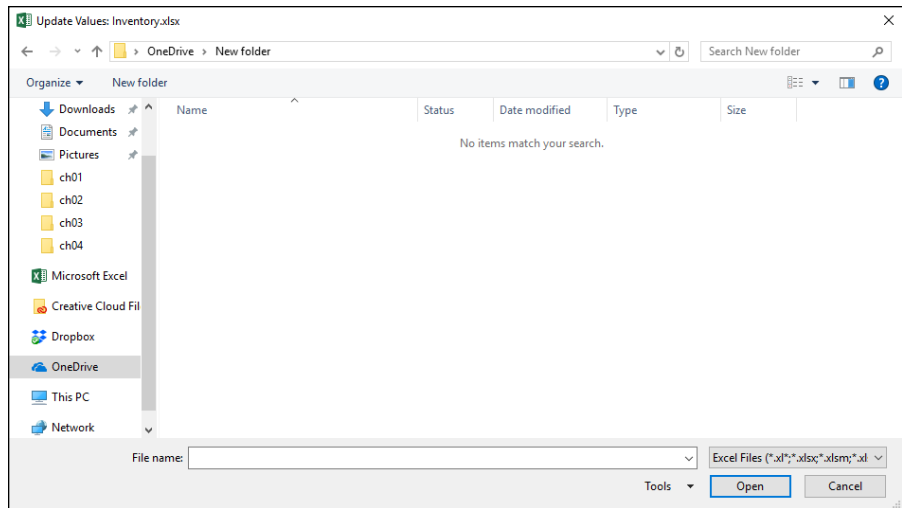 Update Values: Inventory.xlsx
OneDrive > New folder
Search New folder
Organize
New folder
Name
Status
Date modified
Type
Size
No items match your search.
Downloads
Documents
Pictures
ch01
ch02
ch03
ch04
Microsoft Excel
Creative Cloud Fil
Dropbox
OneDrive
This PC
Network
File name:
Excel Files (*.xl*;*.xlsx;*.xlsm;*.xl
Tools
Open
Cancel